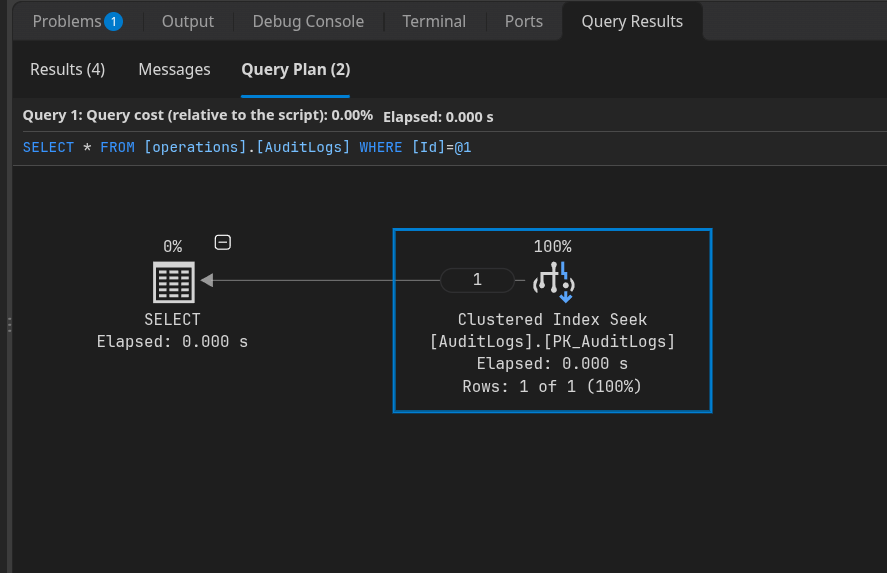 Problems 1 Output Debug Console Terminal Ports Query Results
Results (4) Messages Query Plan (2)
Query 1: Query cost (relative to the script): 0.00% Elapsed: 0.000 s
SELECT * FROM [operations].[AuditLogs] WHERE [Id]=@1
0%
SELECT
Elapsed: 0.000 s
1
100%
Clustered Index Seek
[AuditLogs].[PK_AuditLogs]
Elapsed: 0.000 s
Rows: 1 of 1 (100%)